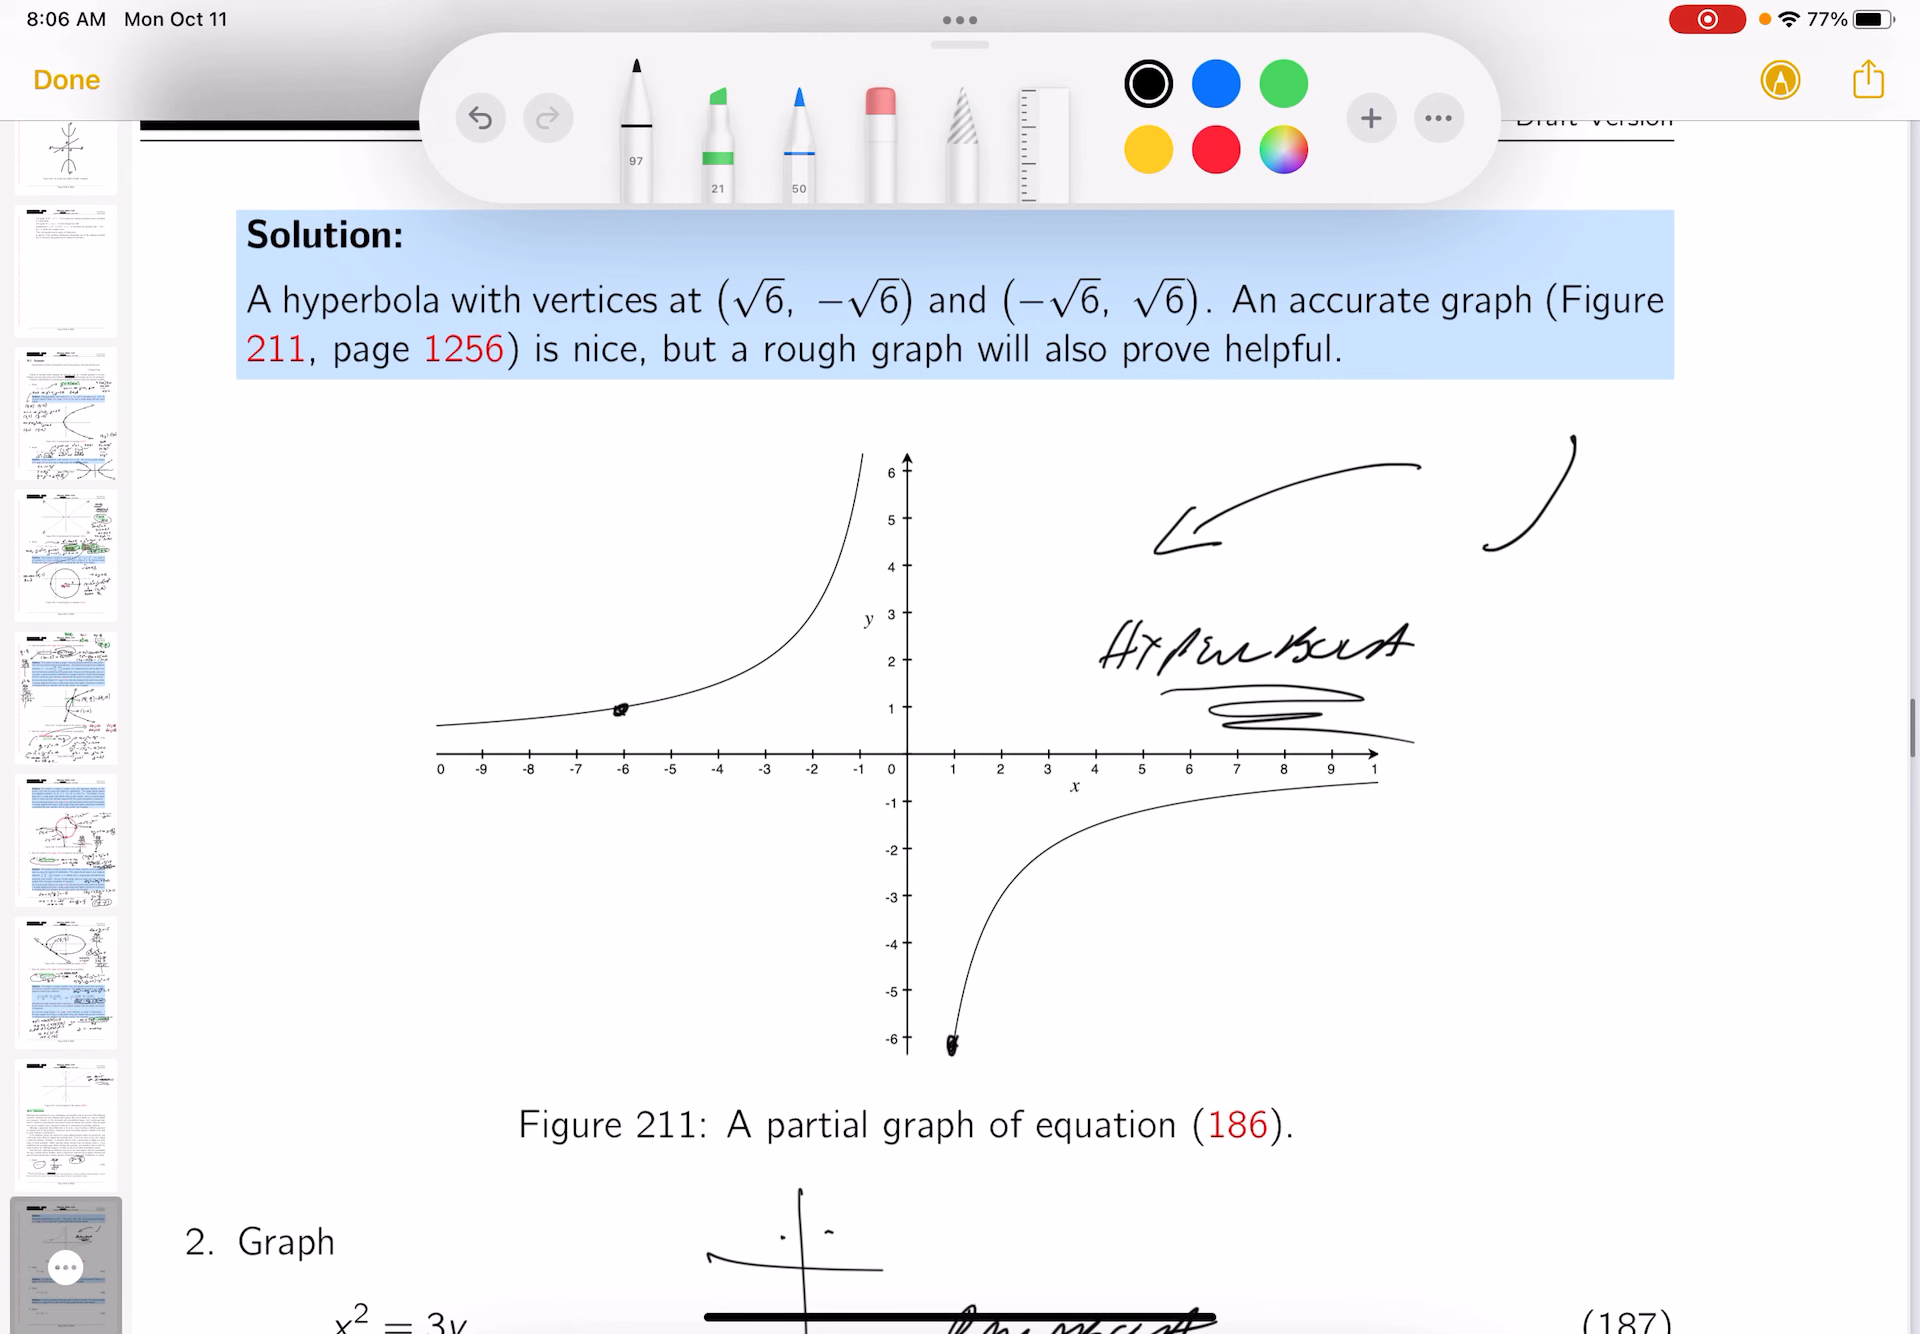 8:06 AM Mon Oct 11
77%
Done
97
21
50
Draft Version
Solution:
A hyperbola with vertices at (√6, −√6) and (−√6, √6). An accurate graph (Figure
211, page 1256) is nice, but a rough graph will also prove helpful.
6
5
4
y 3
2
1
0 -9 -8 -7 -6 -5 -4 -3 -2 -1 0 1 2 3 4 5 6 7 8 9 1
x
-1
-2
-3
-4
-5
-6
HyperBola
Figure 211: A partial graph of equation (186).
2. Graph
x² = 3y (187)